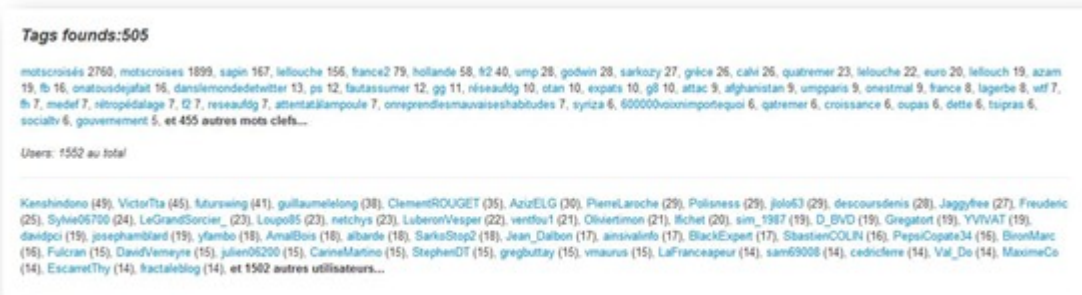 Tags founds:505
motscroisés 2760, motscroises 1899, sapin 167, lellouche 156, france2 79, hollande 58, fr2 40, ump 28, godwin 28, sarkozy 27, grèce 26, calvi 26, quatremer 23, lelouche 22, euro 20, lellouch 19, azam
19, fb 16, onatousdejafait 16, danslemondedetwitter 13, ps 12, fautassumer 12, gg 11, réseaufdg 10, otan 10, expats 10, g8 10, attac 9, afghanistan 9, umpparis 9, onestmal 9, france 8, lagerbe 8, wtf 7,
fh 7, medef 7, rétropédalage 7, f2 7, reseaufdg 7, attentatàlampoule 7, onreprendlesmauvaiseshabitudes 7, syriza 6, 600000voixnimportequoi 6, qatremer 6, croissance 6, oupas 6, dette 6, tsipras 6,
socialtv 6, gouvernement 5, et 455 autres mots clefs...
Users: 1552 au total
Kenshindono (49), VictorTta (45), futurswing (41), guillaumelelong (38), ClementROUGET (35), AzizELG (30), PierreLaroche (29), Polisness (29), jlolo63 (29), descoursdenis (28), Jaggyfree (27), Freuderic
(25), Sylvie06700 (24), LeGrandSorcier_ (23), Loupo85 (23), netchys (23), LuberonVesper (22), ventfou1 (21), Oliviertimon (21), lfichet (20), sim_1987 (19), D_BVD (19), Gregatort (19), YVIVAT (19),
davidpci (19), josephamblard (19), yfambo (18), AmalBois (18), albarde (18), SarkoStop2 (18), Jean_Dalbon (17), ainsivalinfo (17), BlackExpert (17), SbastienCOLIN (16), PepsiCopate34 (16), BironMarc
(16), Fulcran (15), DavidVerneyre (15), julien06200 (15), CarineMartino (15), StephenDT (15), gregbuttay (15), vmaurus (15), LaFranceapeur (14), sam69008 (14), cedricferre (14), Val_Do (14), MaximeCo
(14), EscarretThy (14), fractaleblog (14), et 1502 autres utilisateurs...